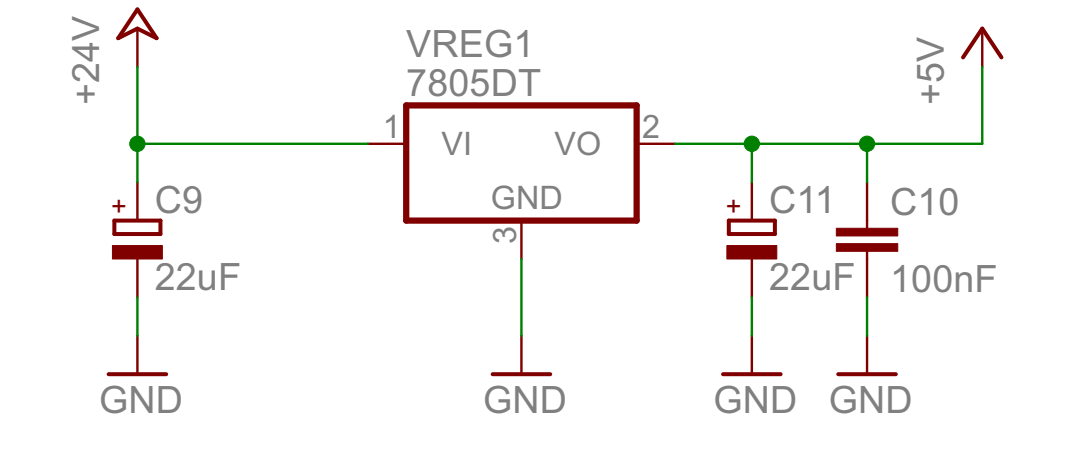 +24V
VREG1
7805DT
+5V
1
VI
VO
2
GND
3
+
C9
22uF
+
C11
22uF
C10
100nF
GND
GND
GND
GND